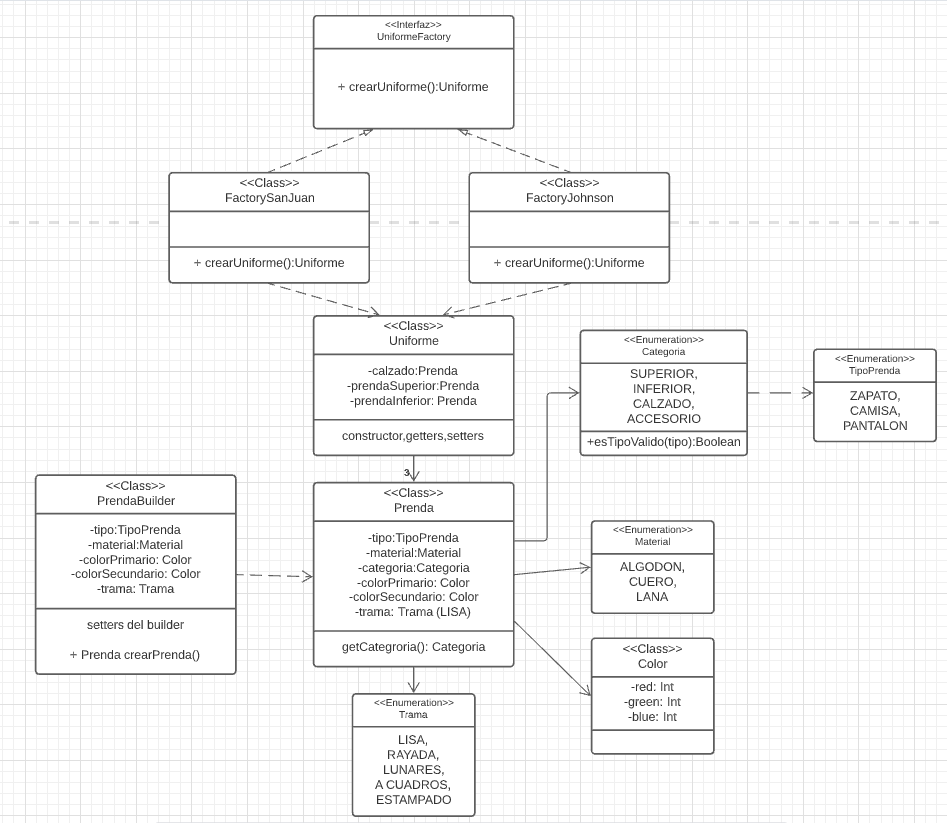 <<Interfaz>>
UniformeFactory
+ crearUniforme():Uniforme
<<Class>>
FactorySanJuan
+ crearUniforme():Uniforme
<<Class>>
FactoryJohnson
+ crearUniforme():Uniforme
<<Class>>
Uniforme
-calzado:Prenda
-prendaSuperior:Prenda
-prendaInferior: Prenda
constructor,getters,setters
3
<<Enumeration>>
Categoria
SUPERIOR,
INFERIOR,
CALZADO,
ACCESORIO
+esTipoValido(tipo):Boolean
<<Enumeration>>
TipoPrenda
ZAPATO,
CAMISA,
PANTALON
<<Class>>
PrendaBuilder
-tipo:TipoPrenda
-material:Material
-colorPrimario: Color
-colorSecundario: Color
-trama: Trama
setters del builder
+ Prenda crearPrenda()
<<Class>>
Prenda
-tipo:TipoPrenda
-material:Material
-categoria:Categoria
-colorPrimario: Color
-colorSecundario: Color
-trama: Trama (LISA)
getCategroria(): Categoria
<<Enumeration>>
Material
ALGODON,
CUERO,
LANA
<<Class>>
Color
-red: Int
-green: Int
-blue: Int
<<Enumeration>>
Trama
LISA,
RAYADA,
LUNARES,
A CUADROS,
ESTAMPADO